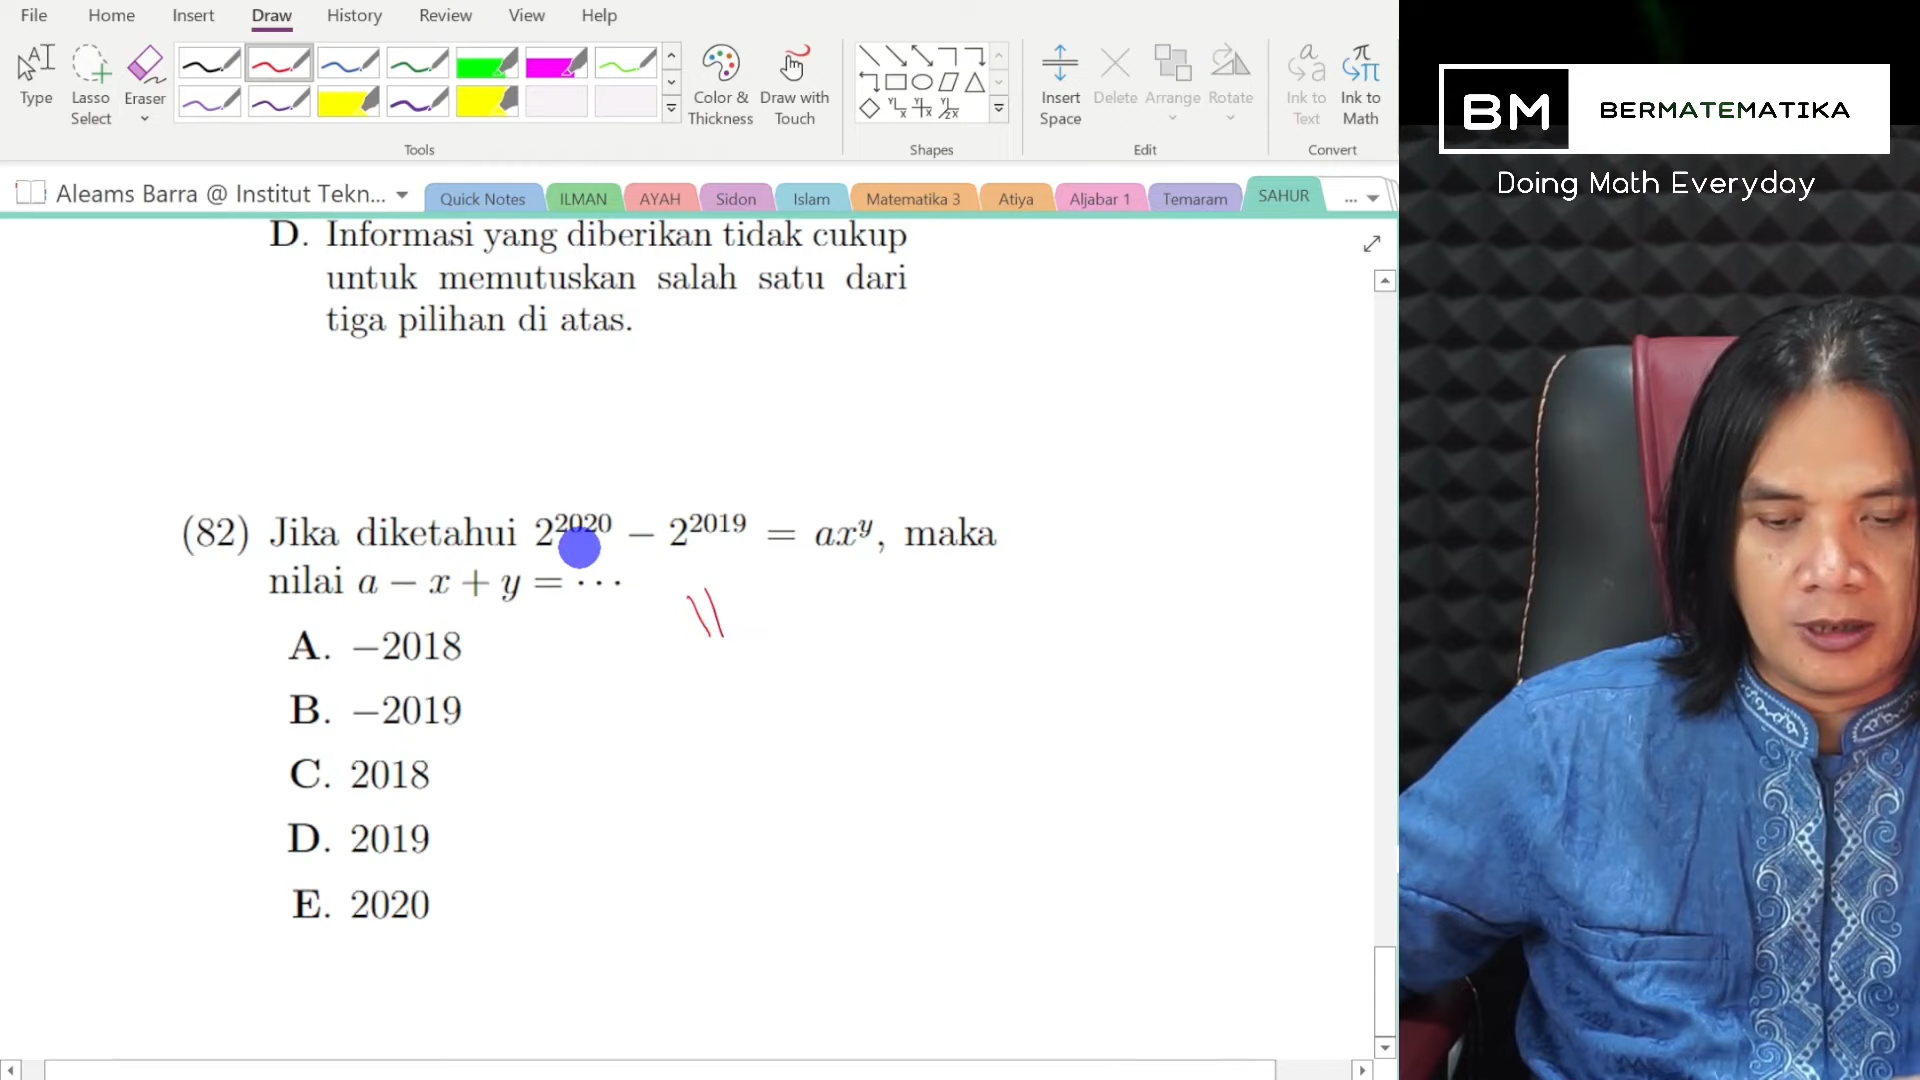 File Home Insert Draw History Review View Help
Type
Lasso Select
Eraser
Color & Thickness
Draw with Touch
Insert Space
Delete
Arrange
Rotate
Ink to Text
Ink to Math
Tools Shapes Edit Convert
Aleams Barra @ Institut Tekn... Quick Notes ILMAN AYAH Sidon Islam Matematika 3 Atiya Aljabar 1 Temaram SAHUR ...
BM BERMATEMATIKA
Doing Math Everyday
D. Informasi yang diberikan tidak cukup
untuk memutuskan salah satu dari
tiga pilihan di atas.
(82) Jika diketahui 2^2020 − 2^2019 = ax^y, maka
nilai a − x + y = ···
A. −2018
B. −2019
C. 2018
D. 2019
E. 2020